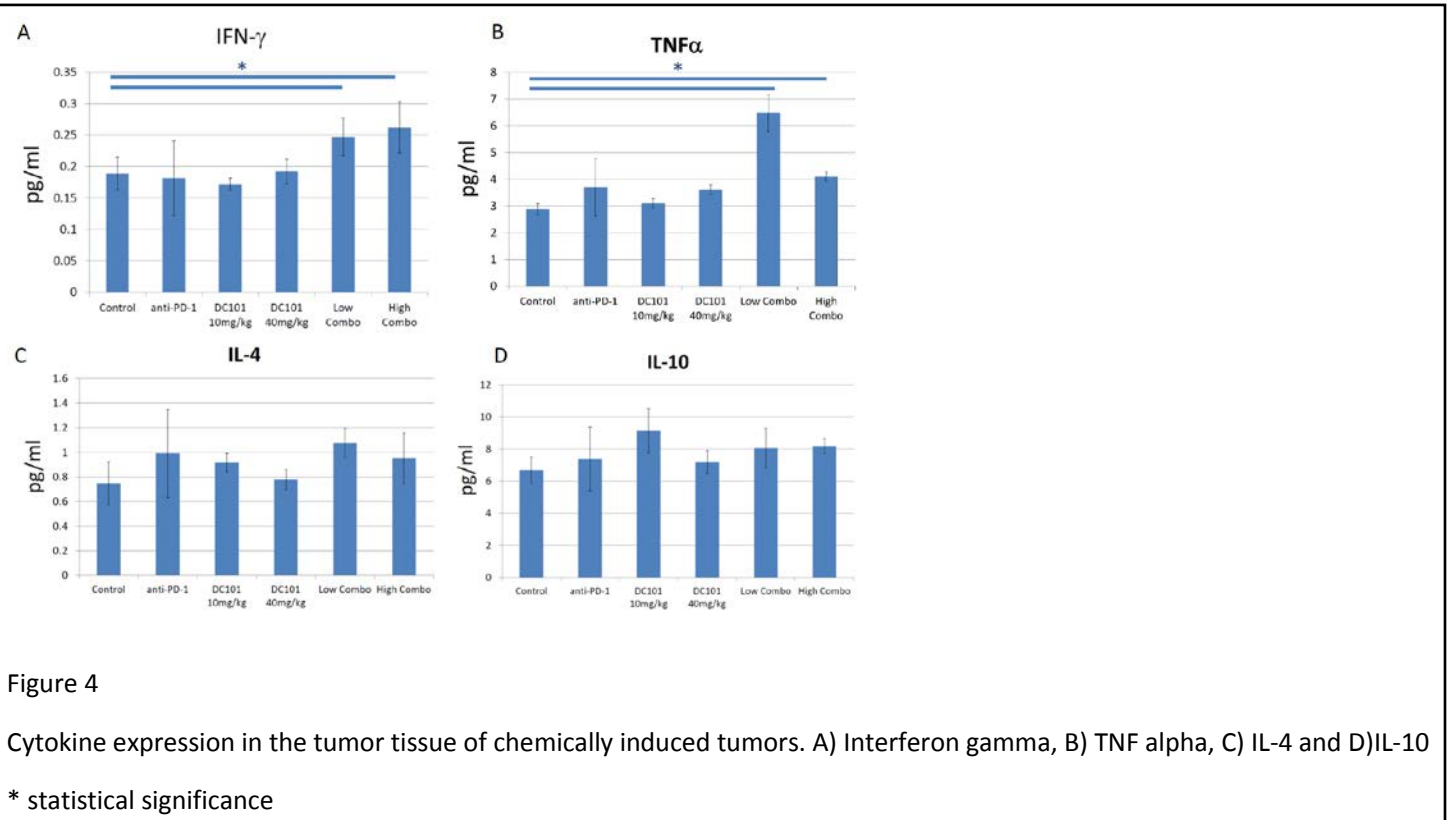 A
IFN-γ
*
pg/ml
0.35
0.3
0.25
0.2
0.15
0.1
0.05
0
Control anti-PD-1 DC101 DC101 Low High
10mg/kg 40mg/kg Combo Combo
B
TNFα
*
pg/ml
8
7
6
5
4
3
2
1
0
Control anti-PD-1 DC101 DC101 Low Combo High
10mg/kg 40mg/kg Combo
C
IL-4
pg/ml
1.6
1.4
1.2
1
0.8
0.6
0.4
0.2
0
Control anti-PD-1 DC101 DC101 Low Combo High Combo
10mg/kg 40mg/kg
D
IL-10
pg/ml
12
10
8
6
4
2
0
Control anti-PD-1 DC101 DC101 Low Combo High Combo
10mg/kg 40mg/kg
Figure 4
Cytokine expression in the tumor tissue of chemically induced tumors. A) Interferon gamma, B) TNF alpha, C) IL-4 and D)IL-10
* statistical significance